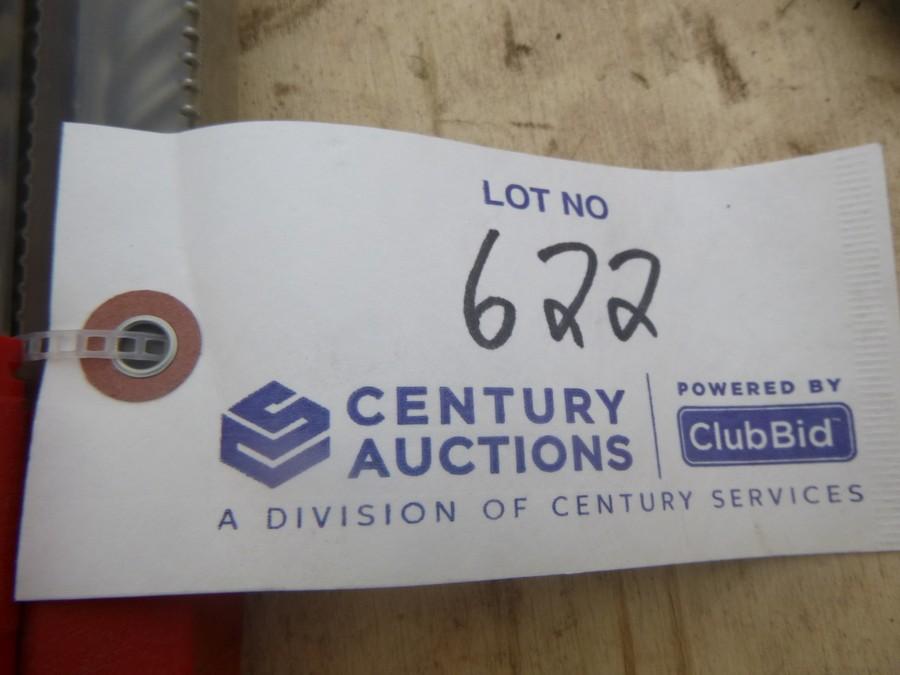 LOT NO
622
CENTURY
AUCTIONS
POWERED BY
ClubBid™
A DIVISION OF CENTURY SERVICES